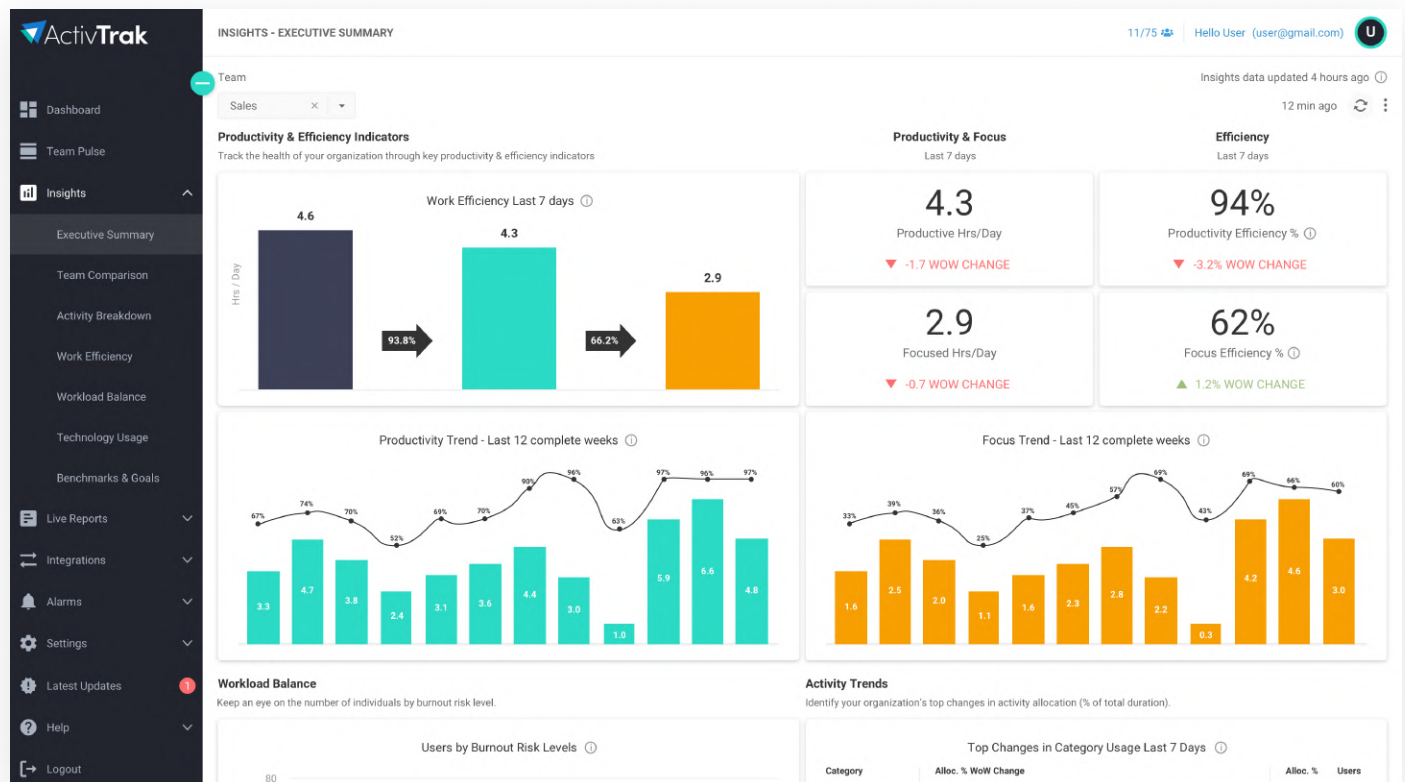 ActivTrak
Dashboard
Team Pulse
Insights
Executive Summary
Team Comparison
Activity Breakdown
Work Efficiency
Workload Balance
Technology Usage
Benchmarks & Goals
Live Reports
Integrations
Alarms
Settings
Latest Updates 1
Help
Logout
INSIGHTS - EXECUTIVE SUMMARY
11/75
Hello User (user@gmail.com)
U
Team
Insights data updated 4 hours ago
Sales
12 min ago
Productivity & Efficiency Indicators
Track the health of your organization through key productivity & efficiency indicators
Work Efficiency Last 7 days
Hrs / Day
4.6
93.8%
4.3
66.2%
2.9
Productivity & Focus
Last 7 days
4.3
Productive Hrs/Day
-1.7 WOW CHANGE
2.9
Focused Hrs/Day
-0.7 WOW CHANGE
Efficiency
Last 7 days
94%
Productivity Efficiency %
-3.2% WOW CHANGE
62%
Focus Efficiency %
1.2% WOW CHANGE
Productivity Trend - Last 12 complete weeks
67% 74% 70% 52% 69% 70% 90% 96% 63% 97% 96% 97%
3.3 4.7 3.8 2.4 3.1 3.6 4.4 3.0 1.0 5.9 6.6 4.8
Focus Trend - Last 12 complete weeks
33% 39% 36% 25% 37% 45% 57% 69% 43% 69% 66% 60%
1.6 2.5 2.0 1.1 1.6 2.3 2.8 2.2 0.3 4.2 4.6 3.0
Workload Balance
Keep an eye on the number of individuals by burnout risk level.
Users by Burnout Risk Levels
80
Activity Trends
Identify your organization's top changes in activity allocation (% of total duration).
Top Changes in Category Usage Last 7 Days
Category Alloc. % WoW Change Alloc. % Users